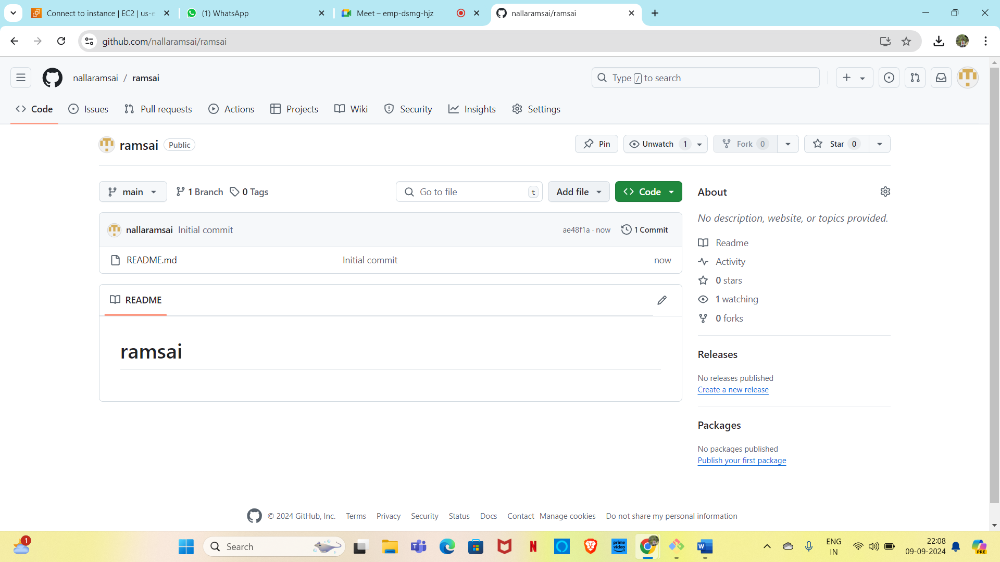 Connect to instance | EC2 | us-e
(1) WhatsApp
Meet – emp-dsmg-hjz
nallaramsai/ramsai
github.com/nallaramsai/ramsai
nallaramsai / ramsai
Type / to search
Code
Issues
Pull requests
Actions
Projects
Wiki
Security
Insights
Settings
ramsai Public
Pin
Unwatch 1
Fork 0
Star 0
main
1 Branch
0 Tags
Go to file t
Add file
Code
nallaramsai Initial commit
ae48f1a · now
1 Commit
README.md Initial commit now
README
ramsai
About
No description, website, or topics provided.
Readme
Activity
0 stars
1 watching
0 forks
Releases
No releases published
Create a new release
Packages
No packages published
Publish your first package
© 2024 GitHub, Inc. Terms Privacy Security Status Docs Contact Manage cookies Do not share my personal information
1
Search
N
prime video
W
ENG
IN
22:08
09-09-2024
PRE